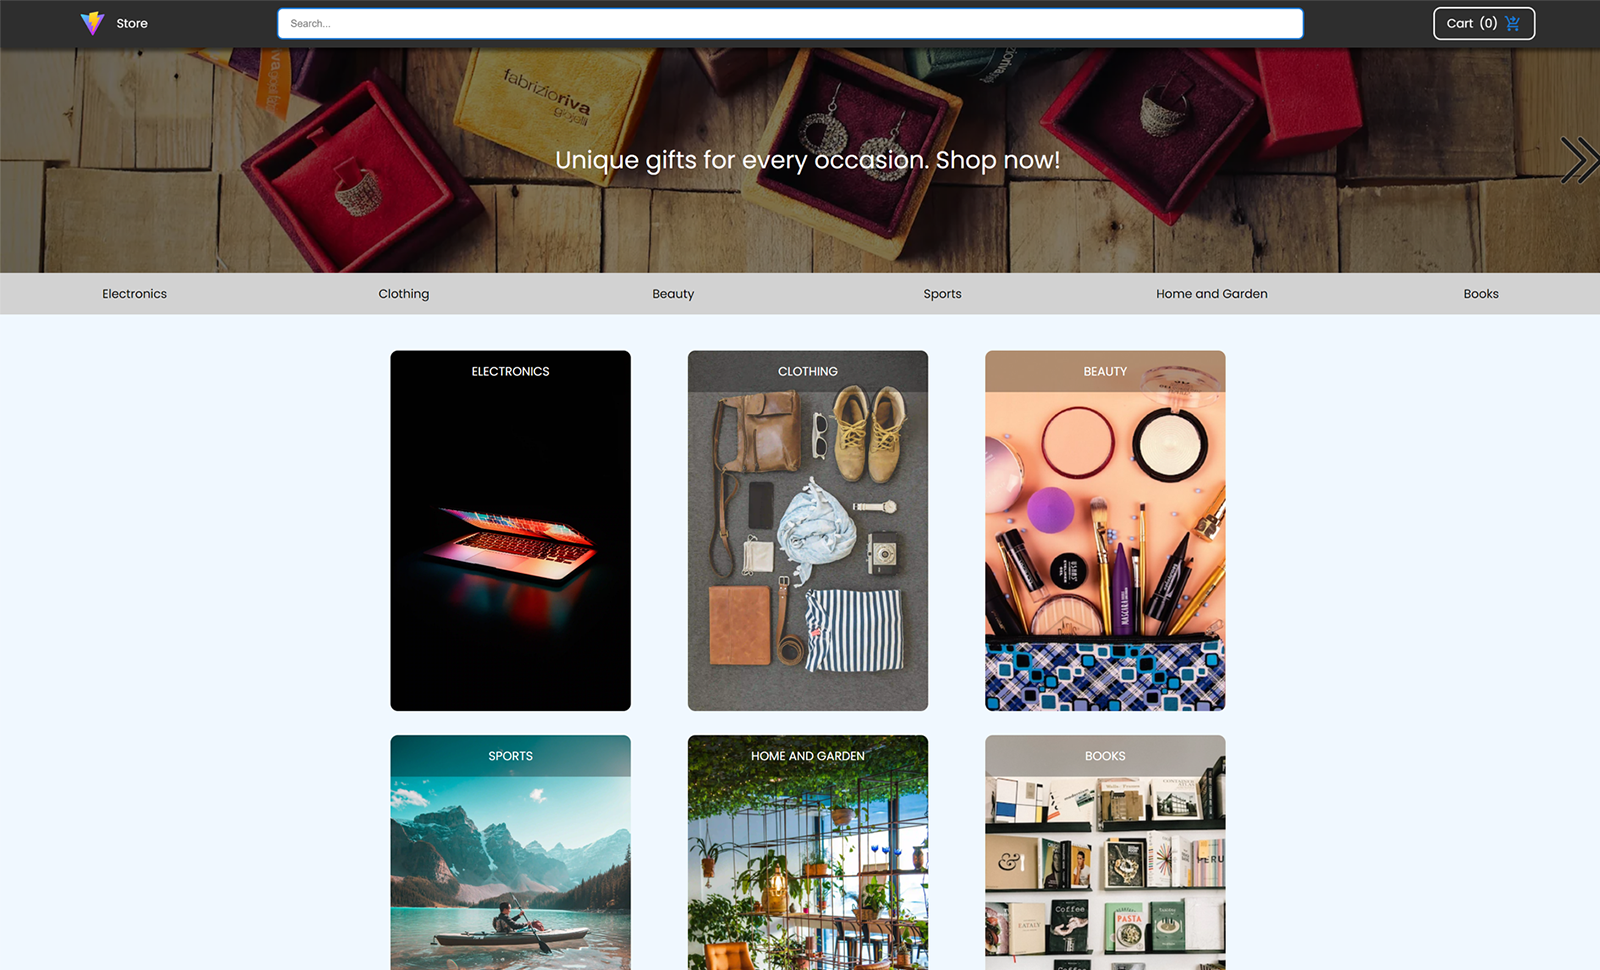 Store
Search...
Cart (0)
fabrizioriva
gioielli
Unique gifts for every occasion. Shop now!
Electronics
Clothing
Beauty
Sports
Home and Garden
Books
ELECTRONICS
CLOTHING
BEAUTY
MASCARA
SPORTS
HOME AND GARDEN
BOOKS
&
PERU
Coffee
EATALY
PASTA
Coffee